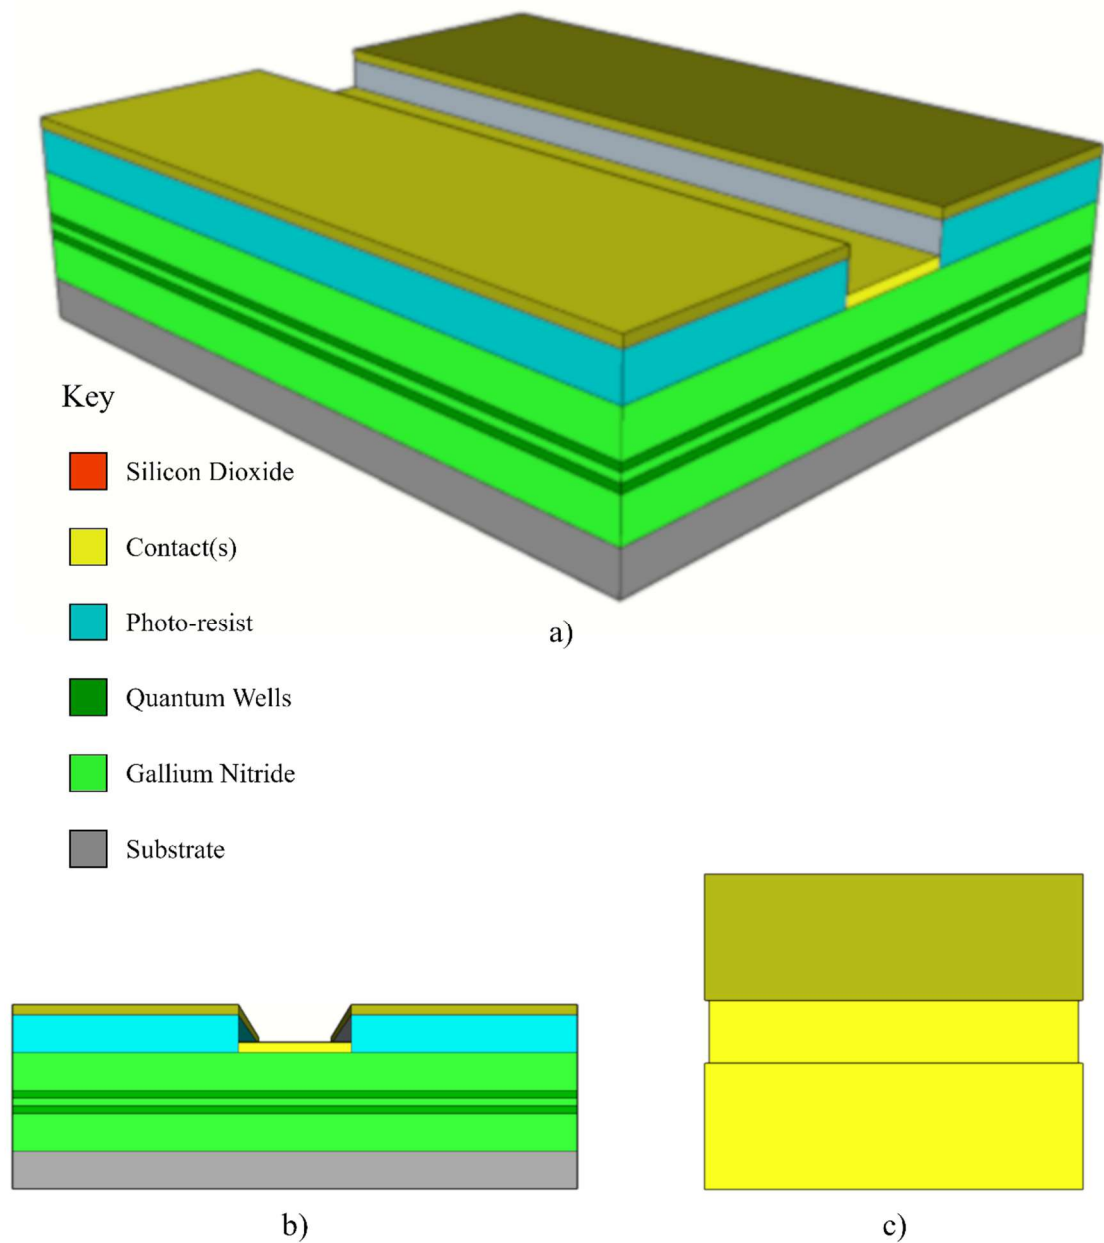 Key
Silicon Dioxide
Contact(s)
Photo-resist
Quantum Wells
Gallium Nitride
Substrate
a)
b)
c)